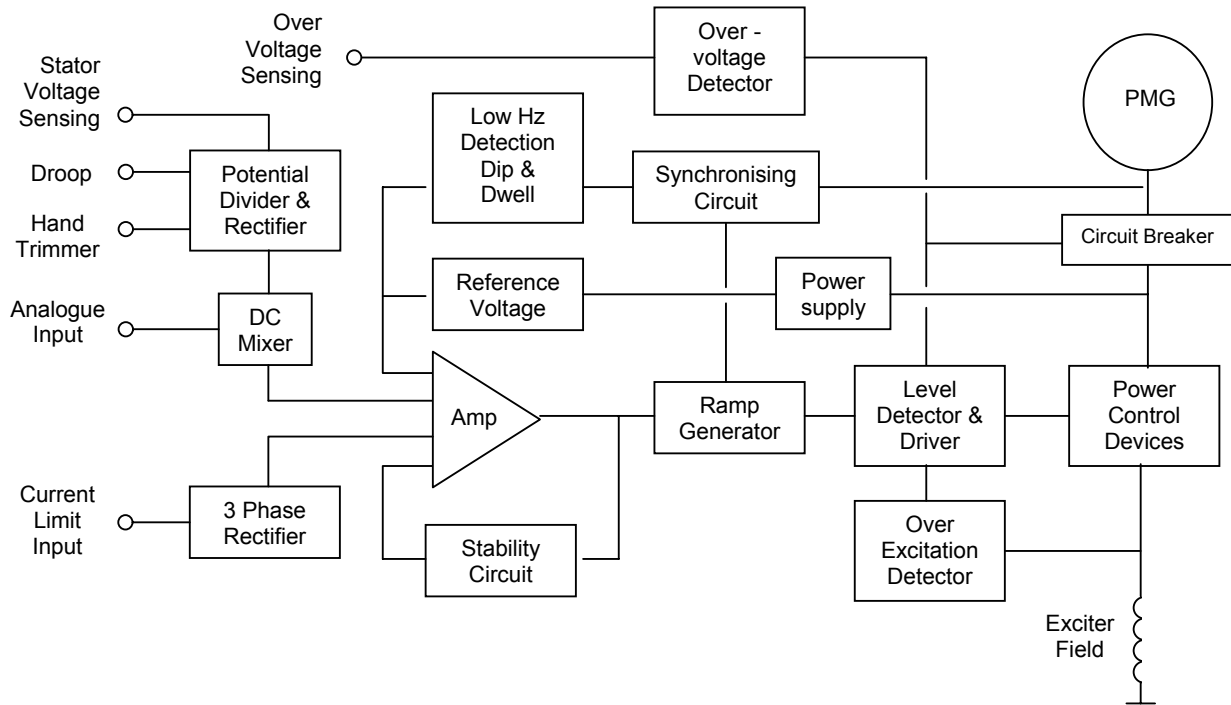 Over
Voltage
Sensing
Over -
voltage
Detector
PMG
Stator
Voltage
Sensing
Low Hz
Detection
Dip &
Dwell
Droop
Potential
Divider &
Rectifier
Synchronising
Circuit
Hand
Trimmer
Circuit Breaker
Analogue
Input
DC
Mixer
Reference
Voltage
Power
supply
Amp
Ramp
Generator
Level
Detector &
Driver
Power
Control
Devices
Current
Limit
Input
3 Phase
Rectifier
Stability
Circuit
Over
Excitation
Detector
Exciter
Field